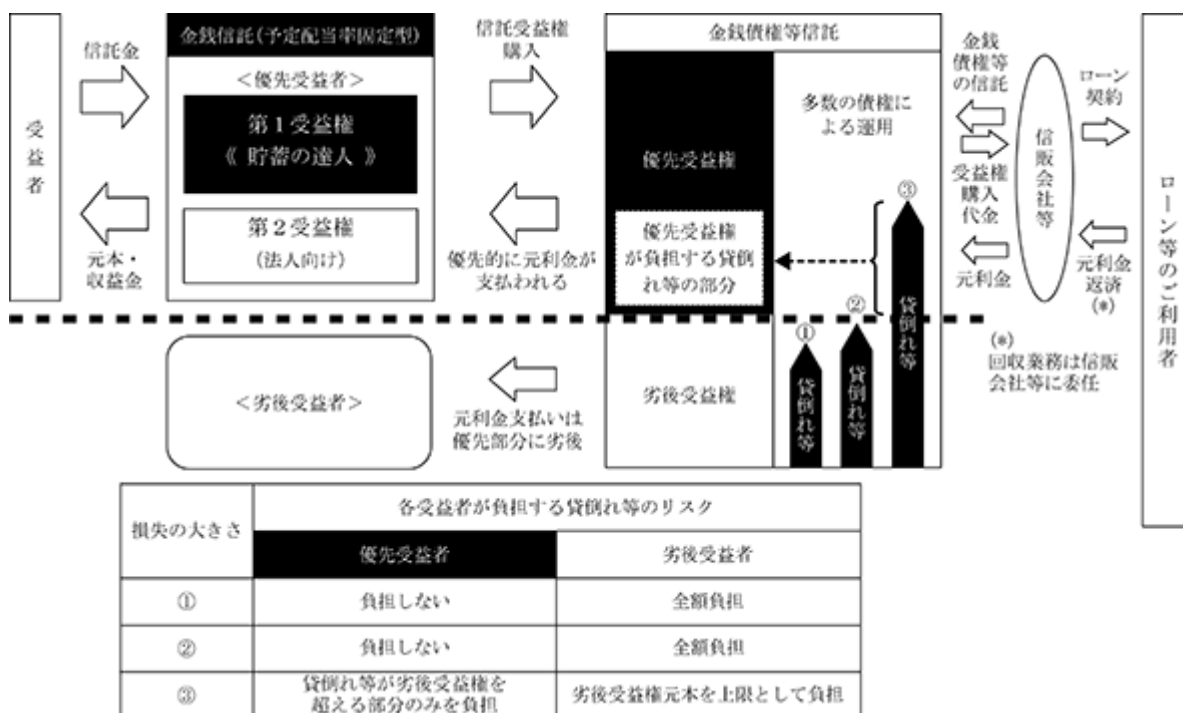 受益者
信託金
元本・
収益金
金銭信託(予定配当率固定型)
＜優先受益者＞
第1受益権
《 貯蓄の達人 》
第2受益権
(法人向け)
＜劣後受益者＞
信託受益権
購入
優先的に元利金が
支払われる
元利金支払いは
優先部分に劣後
金銭債権等信託
優先受益権
優先受益権
が負担する貸倒
れ等の部分
劣後受益権
多数の債権に
よる運用
①
貸倒れ等
②
貸倒れ等
③
貸倒れ等
金銭
債権等
の信託
受益権
購入
代金
元利金
信販会社等
ローン
契約
元利金
返済
(*)
(*)
回収業務は信販
会社等に委任
ローン等のご利用者
損失の大きさ
各受益者が負担する貸倒れ等のリスク
優先受益者
劣後受益者
①
負担しない
全額負担
②
負担しない
全額負担
③
貸倒れ等が劣後受益権を
超える部分のみを負担
劣後受益権元本を上限として負担